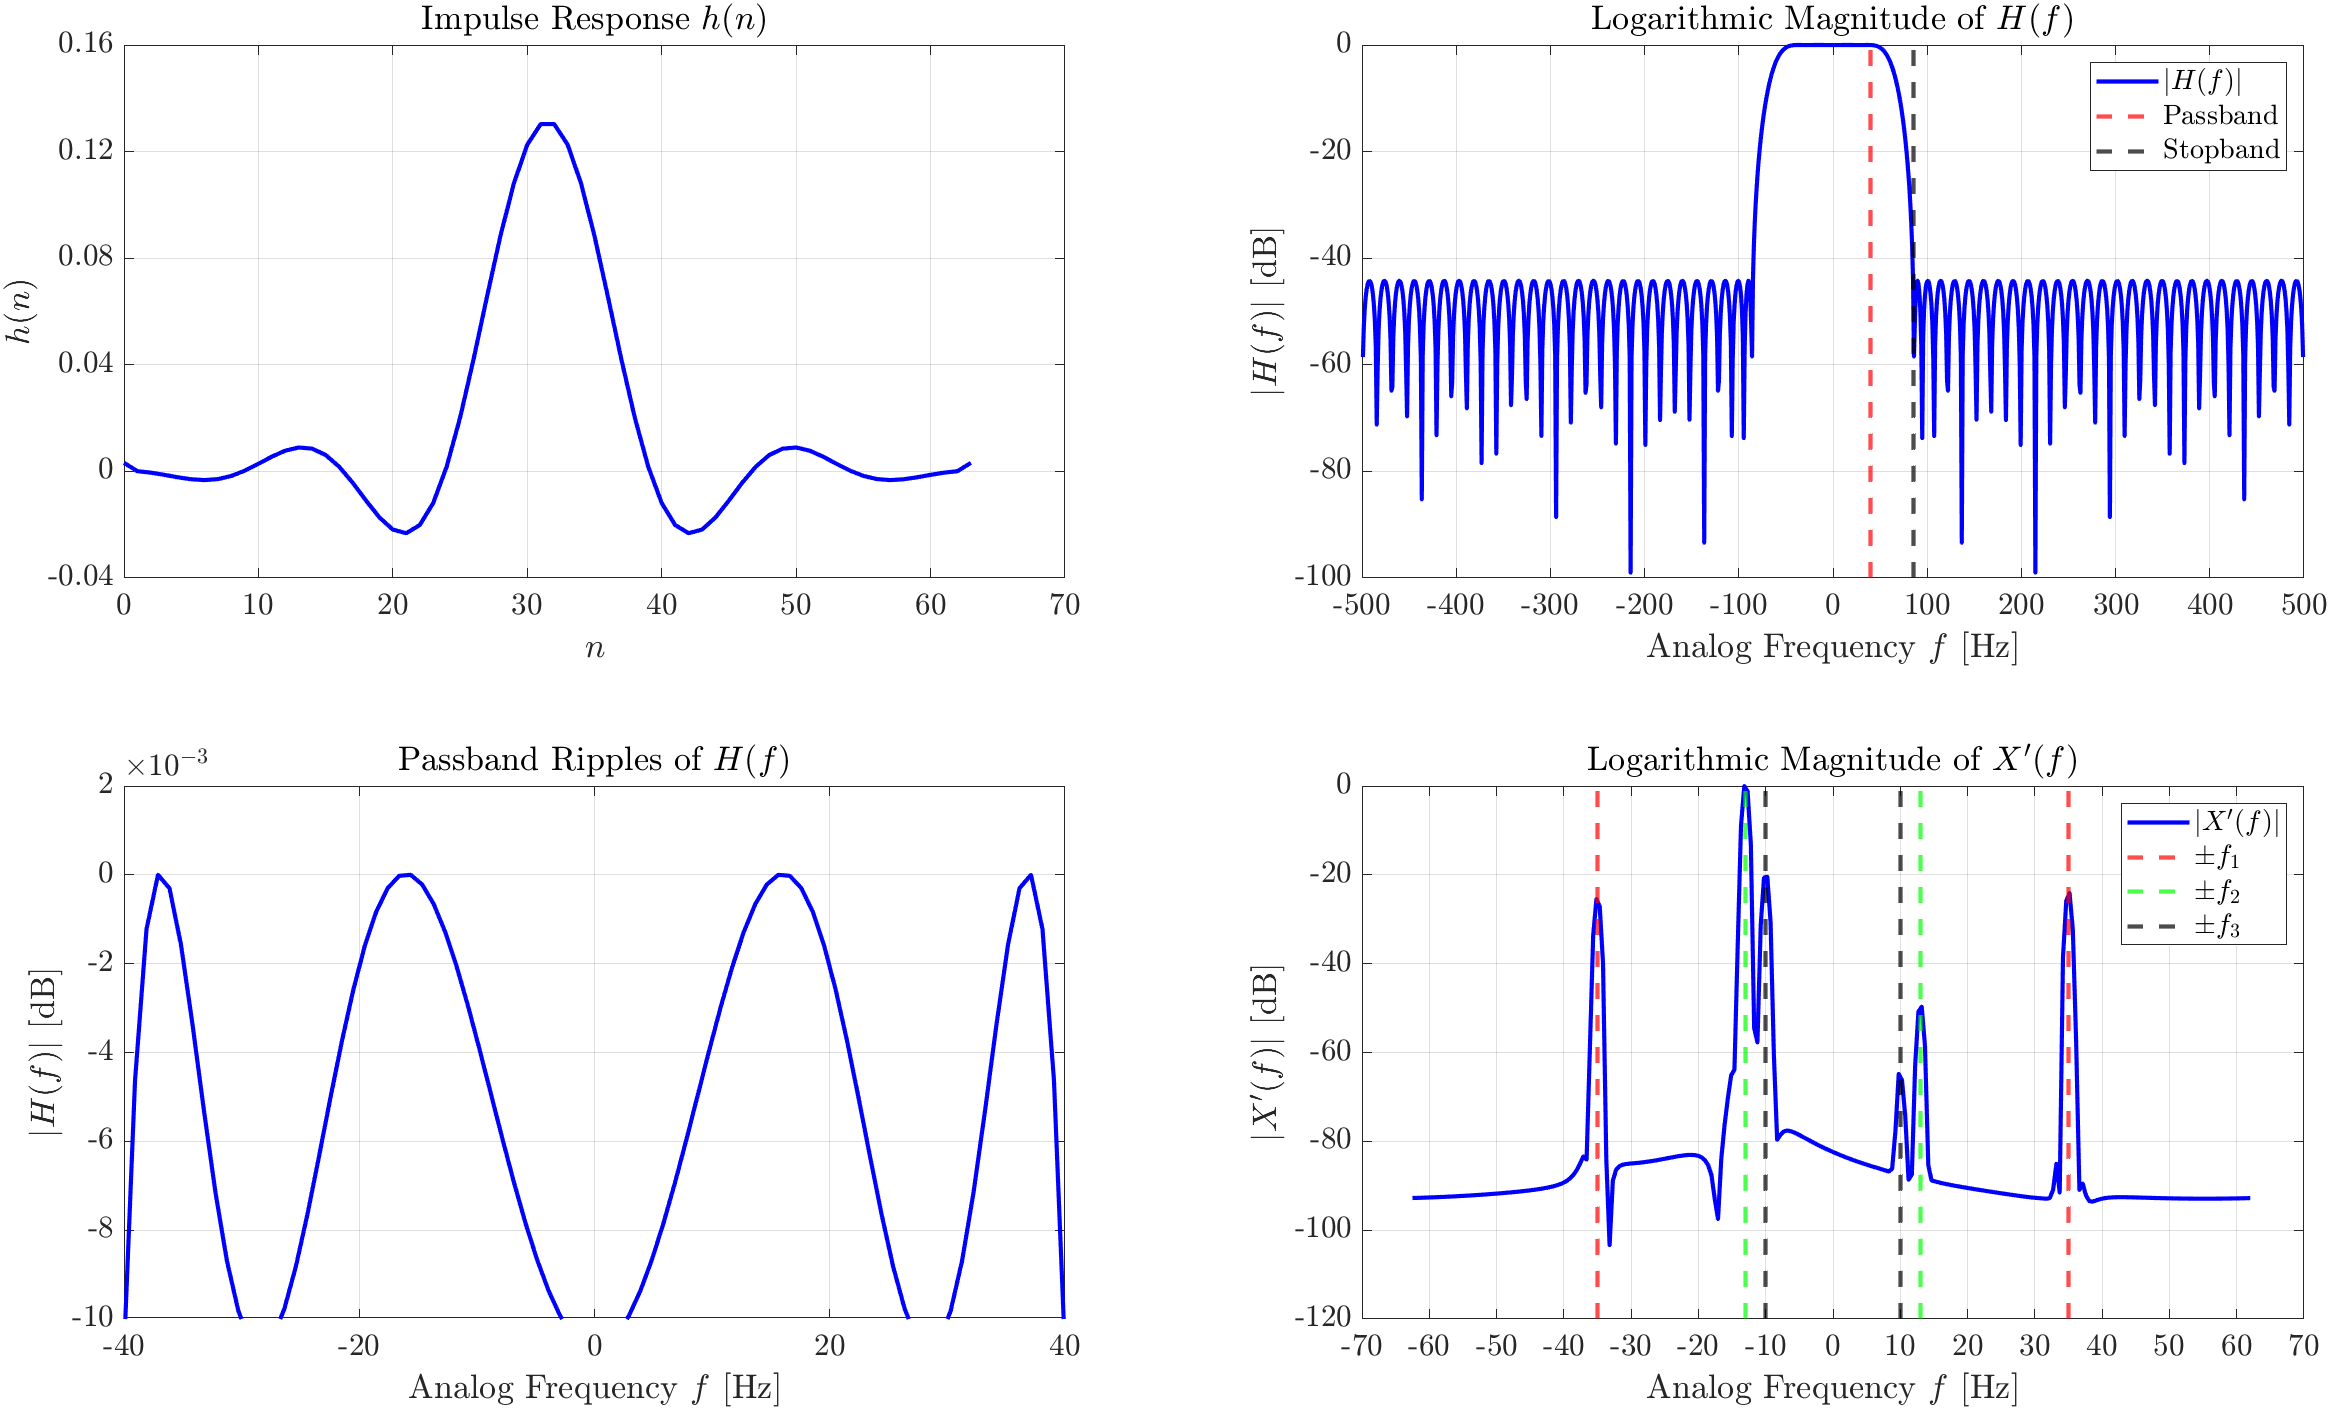 Impulse Response h(n)
0.16
0.12
0.08
0.04
0
-0.04
h(n)
0 10 20 30 40 50 60 70
n
Logarithmic Magnitude of H(f)
0
-20
-40
-60
-80
-100
|H(f)| [dB]
|H(f)|
Passband
Stopband
-500 -400 -300 -200 -100 0 100 200 300 400 500
Analog Frequency f [Hz]
Passband Ripples of H(f)
×10⁻³
2
0
-2
-4
-6
-8
-10
|H(f)| [dB]
-40 -20 0 20 40
Analog Frequency f [Hz]
Logarithmic Magnitude of X′(f)
0
-20
-40
-60
-80
-100
-120
|X′(f)| [dB]
|X′(f)|
±f₁
±f₂
±f₃
-70 -60 -50 -40 -30 -20 -10 0 10 20 30 40 50 60 70
Analog Frequency f [Hz]